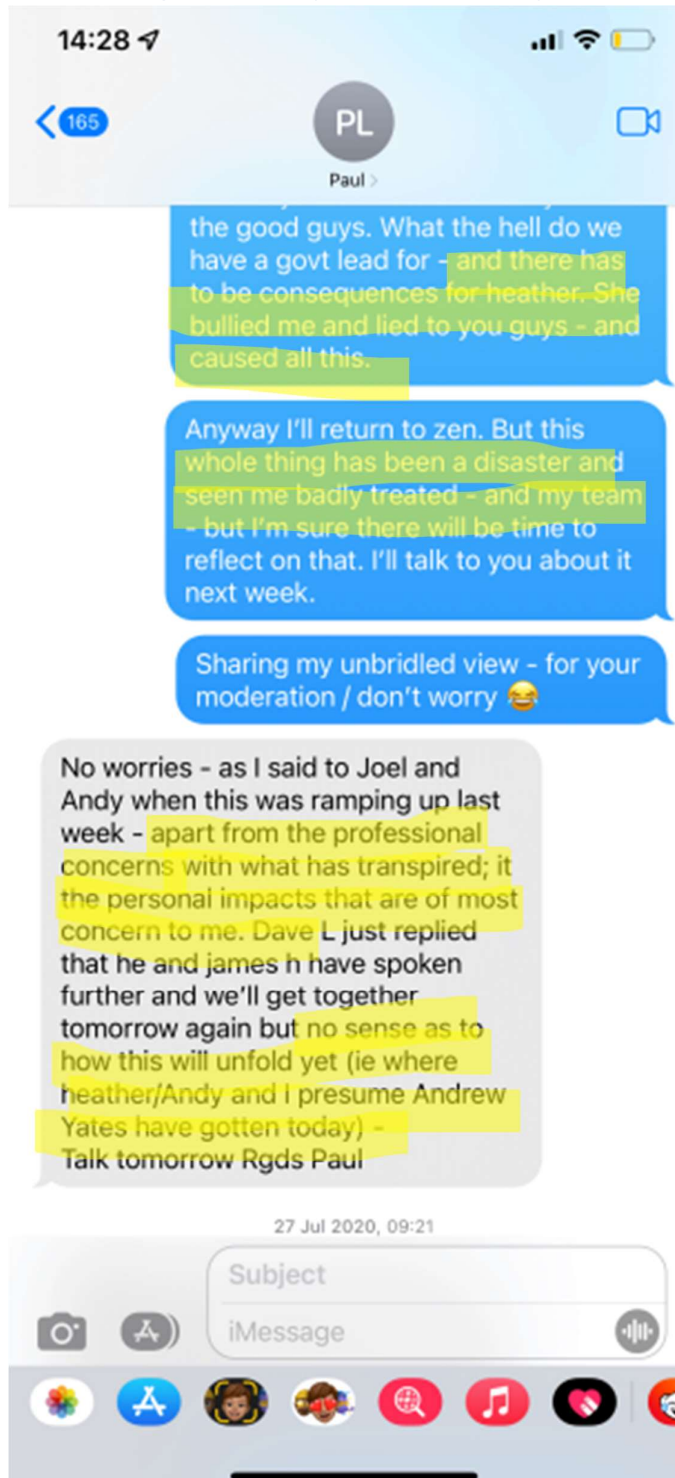 14:28
165
PL
Paul >
the good guys. What the hell do we
have a govt lead for - and there has
to be consequences for heather. She
bullied me and lied to you guys - and
caused all this.
Anyway I'll return to zen. But this
whole thing has been a disaster and
seen me badly treated - and my team
- but I'm sure there will be time to
reflect on that. I'll talk to you about it
next week.
Sharing my unbridled view - for your
moderation / don't worry 😂
No worries - as I said to Joel and
Andy when this was ramping up last
week - apart from the professional
concerns with what has transpired; it
the personal impacts that are of most
concern to me. Dave L just replied
that he and james h have spoken
further and we'll get together
tomorrow again but no sense as to
how this will unfold yet (ie where
heather/Andy and I presume Andrew
Yates have gotten today) -
Talk tomorrow Rgds Paul
27 Jul 2020, 09:21
Subject
iMessage